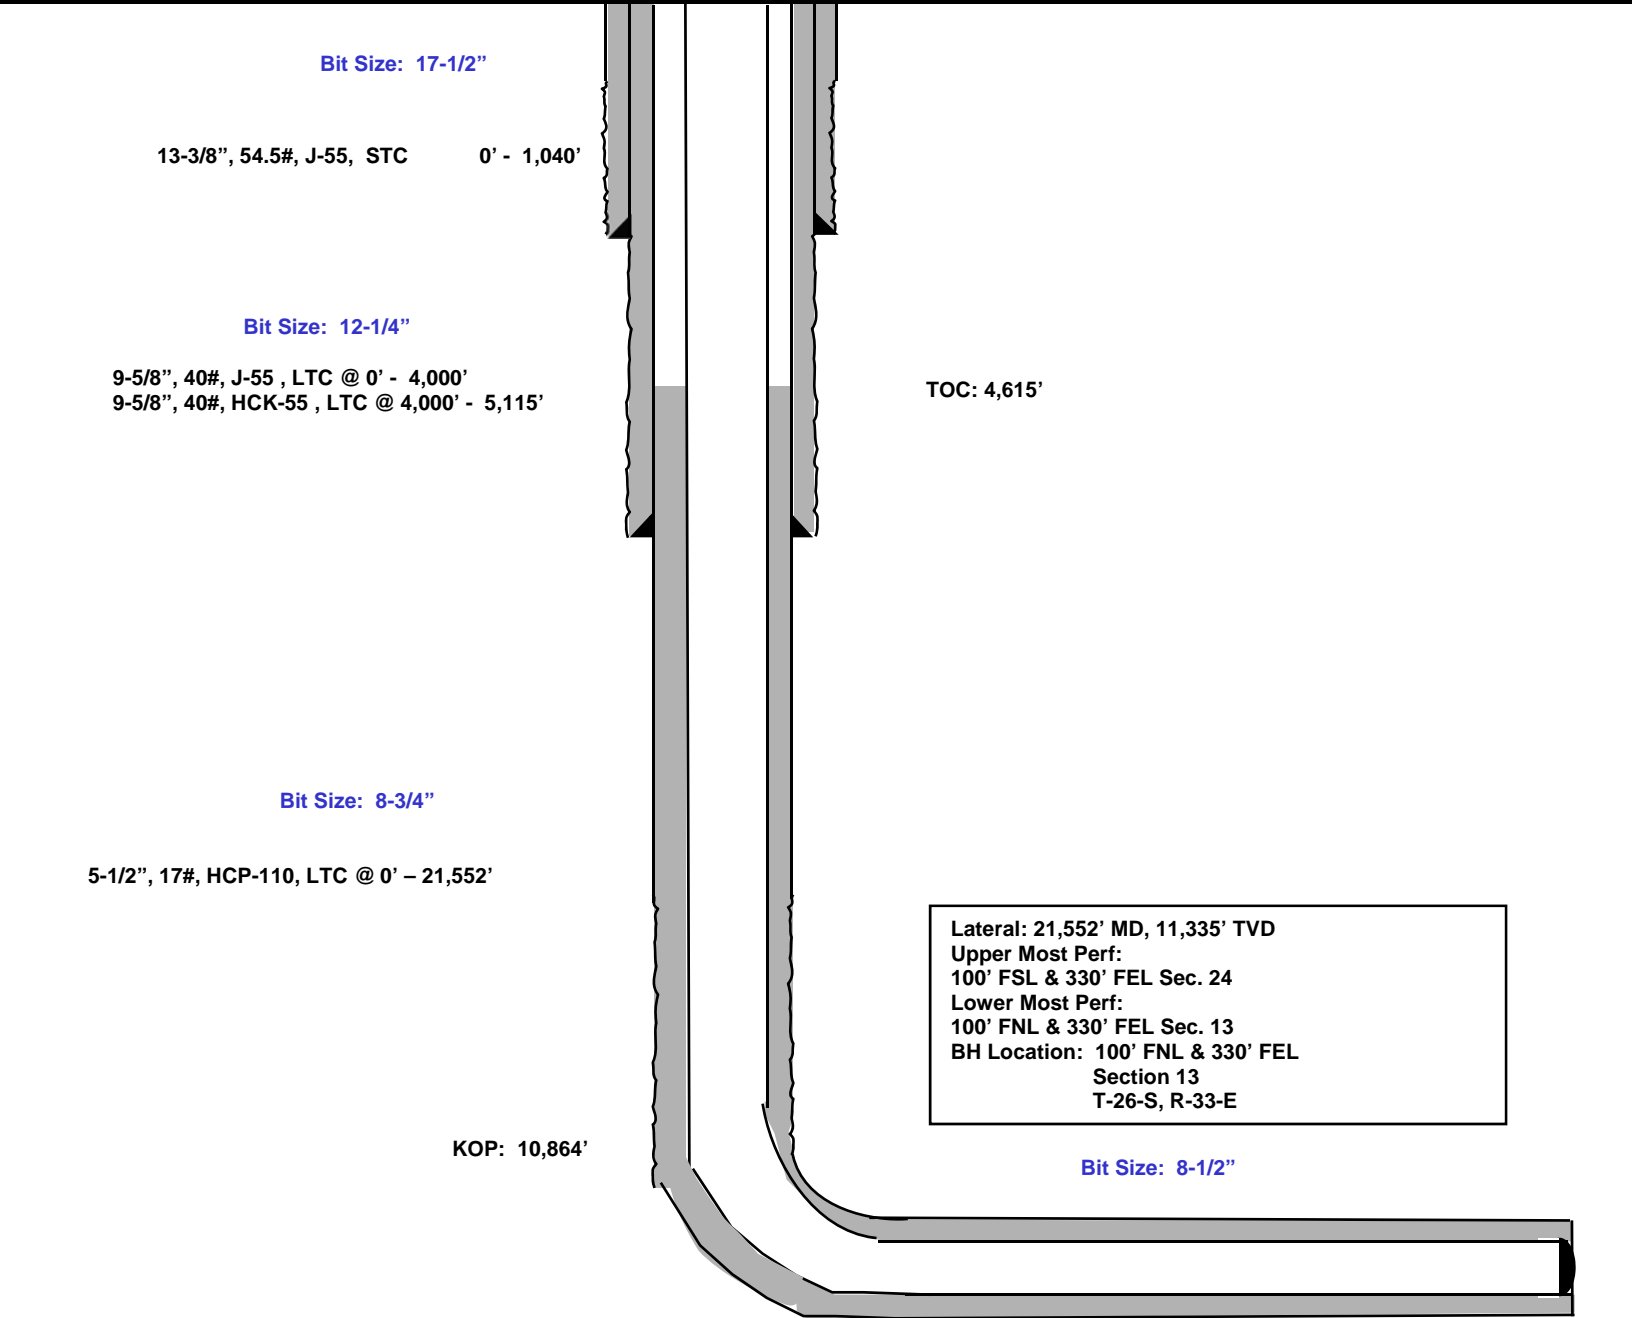 Bit Size: 17-1/2”
13-3/8”, 54.5#, J-55, STC 0’ - 1,040’
Bit Size: 12-1/4”
9-5/8”, 40#, J-55 , LTC @ 0’ - 4,000’
9-5/8”, 40#, HCK-55 , LTC @ 4,000’ - 5,115’
TOC: 4,615’
Bit Size: 8-3/4”
5-1/2”, 17#, HCP-110, LTC @ 0’ – 21,552’
Lateral: 21,552’ MD, 11,335’ TVD
Upper Most Perf:
100’ FSL & 330’ FEL Sec. 24
Lower Most Perf:
100’ FNL & 330’ FEL Sec. 13
BH Location: 100’ FNL & 330’ FEL
Section 13
T-26-S, R-33-E
KOP: 10,864’
Bit Size: 8-1/2”